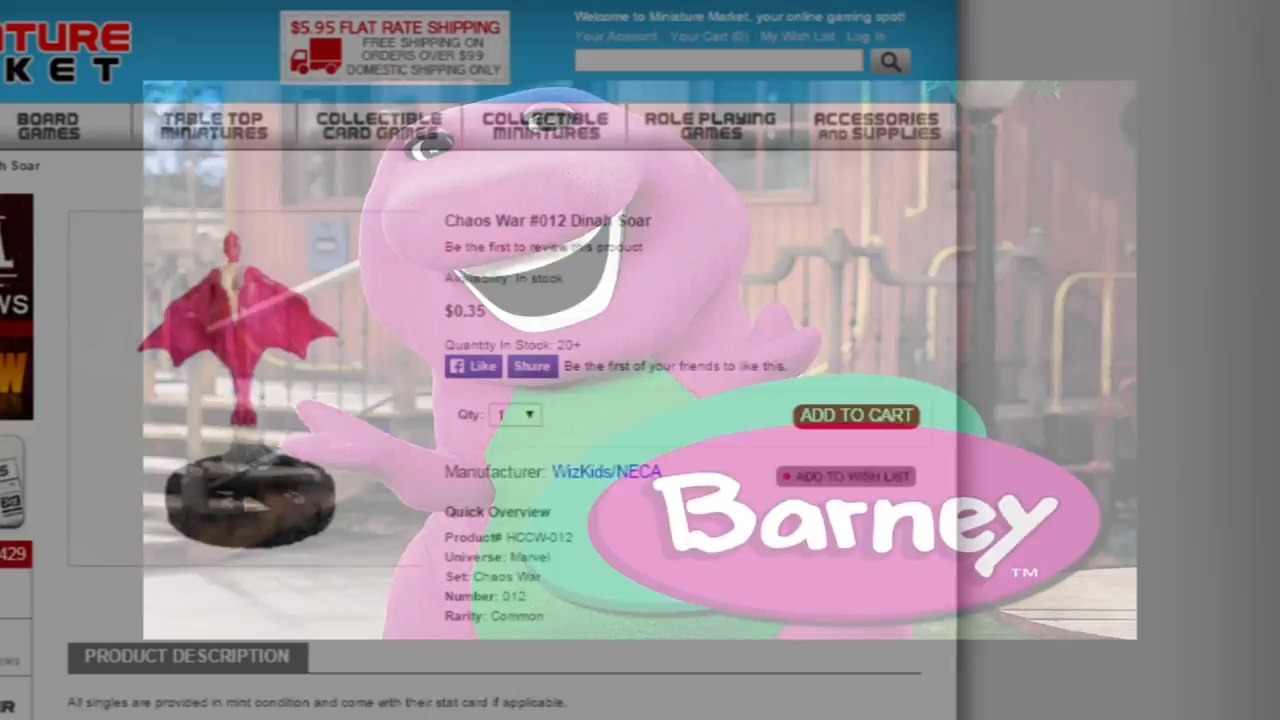 TURE
KET
$5.95 FLAT RATE SHIPPING
FREE SHIPPING ON
ORDERS OVER $99
DOMESTIC SHIPPING ONLY
Welcome to Miniature Market, your online gaming spot!
Your Account Your Cart (0) My Wish List Log In
BOARD GAMES
TABLE TOP MINIATURES
COLLECTIBLE CARD GAMES
COLLECTIBLE MINIATURES
ROLE PLAYING GAMES
ACCESSORIES AND SUPPLIES
h Soar
WS
W
429
Chaos War #012 Dinah Soar
Be the first to review this product
Availability: In stock
$0.35
Quantity In Stock: 20+
Like Share Be the first of your friends to like this.
Qty: 1
ADD TO CART
Manufacturer: WizKids/NECA
ADD TO WISH LIST
Barney
TM
Quick Overview
Product# HCCW-012
Universe: Marvel
Set: Chaos War
Number: 012
Rarity: Common
PRODUCT DESCRIPTION
All singles are provided in mint condition and come with their stat card if applicable.